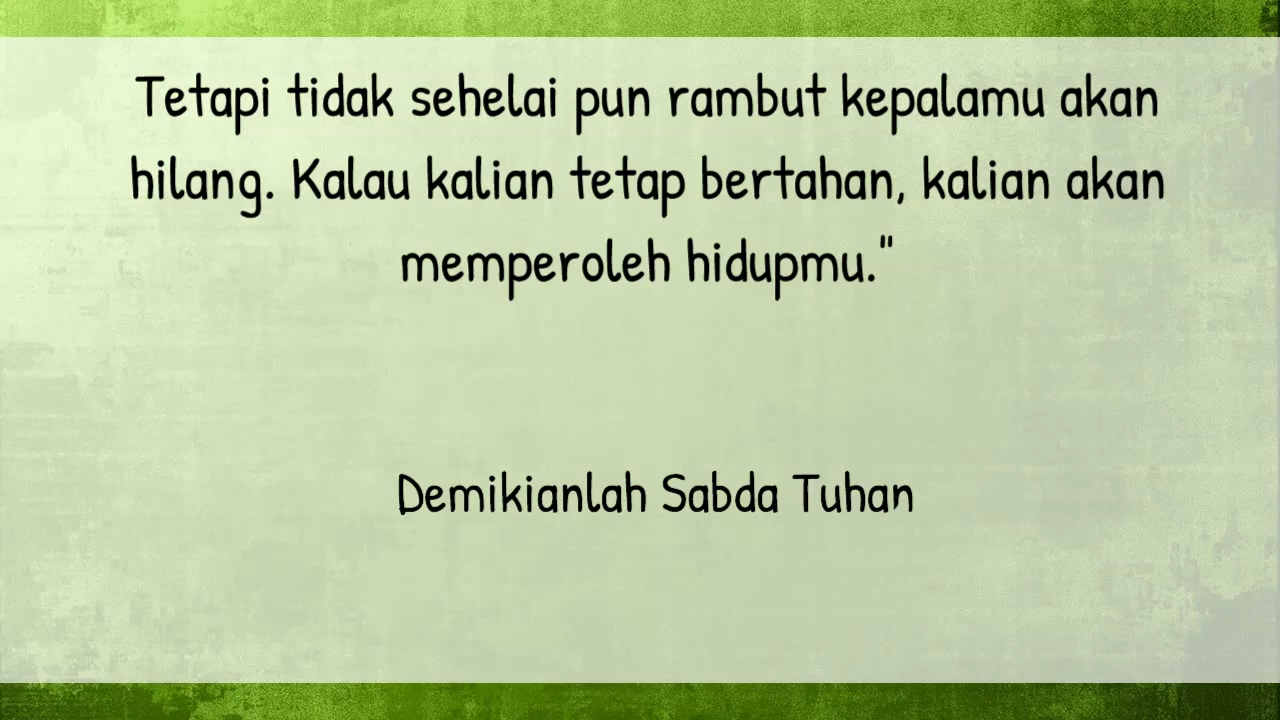 Tetapi tidak sehelai pun rambut kepalamu akan
hilang. Kalau kalian tetap bertahan, kalian akan
memperoleh hidupmu."
Demikianlah Sabda Tuhan